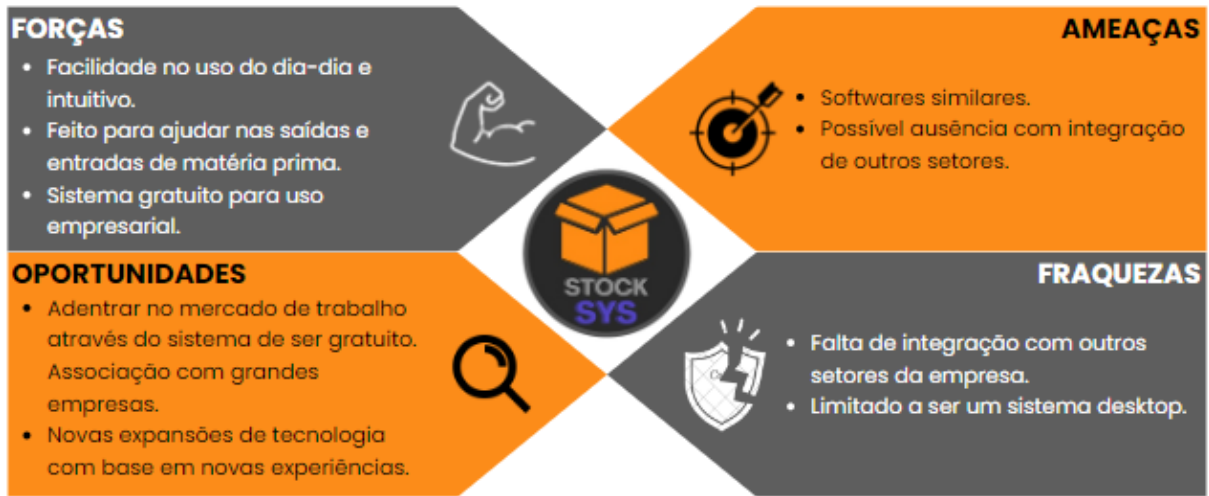 FORÇAS
• Facilidade no uso do dia-dia e
intuitivo.
• Feito para ajudar nas saídas e
entradas de matéria prima.
• Sistema gratuito para uso
empresarial.
AMEAÇAS
• Softwares similares.
• Possível ausência com integração
de outros setores.
STOCK
SYS
OPORTUNIDADES
• Adentrar no mercado de trabalho
através do sistema de ser gratuito.
Associação com grandes
empresas.
• Novas expansões de tecnologia
com base em novas experiências.
FRAQUEZAS
• Falta de integração com outros
setores da empresa.
• Limitado a ser um sistema desktop.